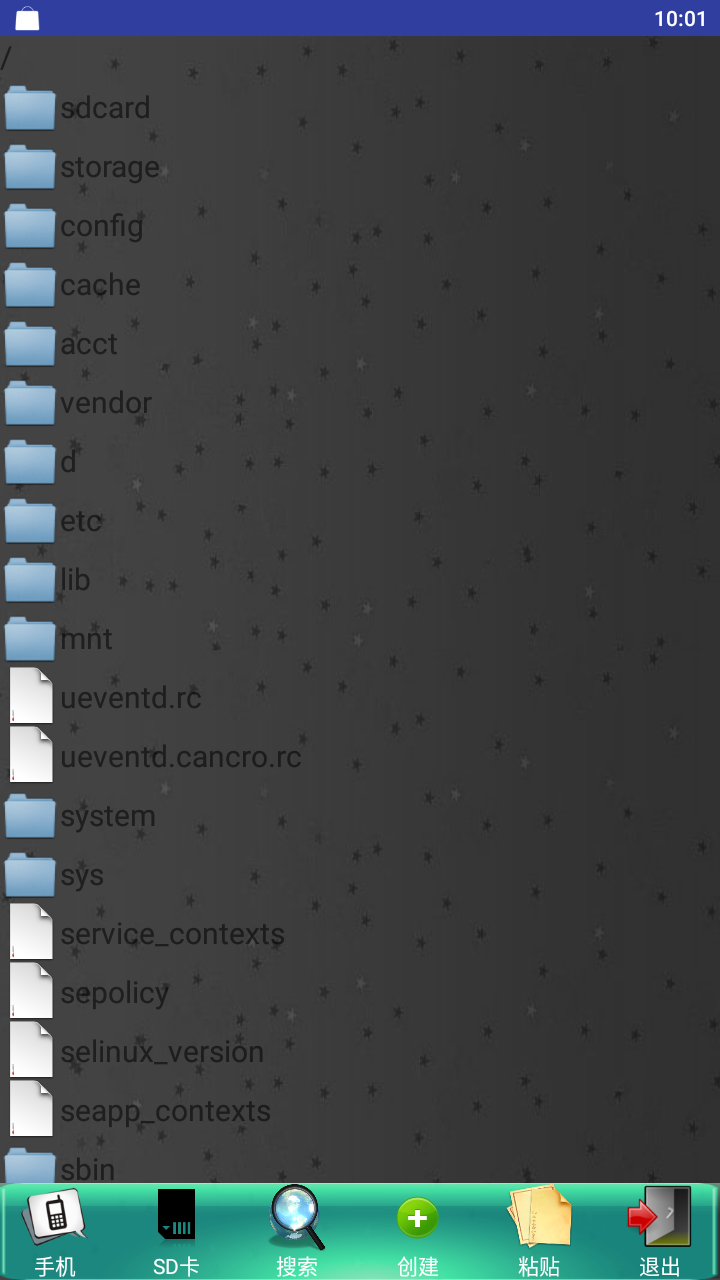 10:01
/
sdcard
storage
config
cache
acct
vendor
d
etc
lib
mnt
ueventd.rc
ueventd.cancro.rc
system
sys
service_contexts
sepolicy
selinux_version
seapp_contexts
sbin
手机 SD卡 搜索 创建 粘贴 退出